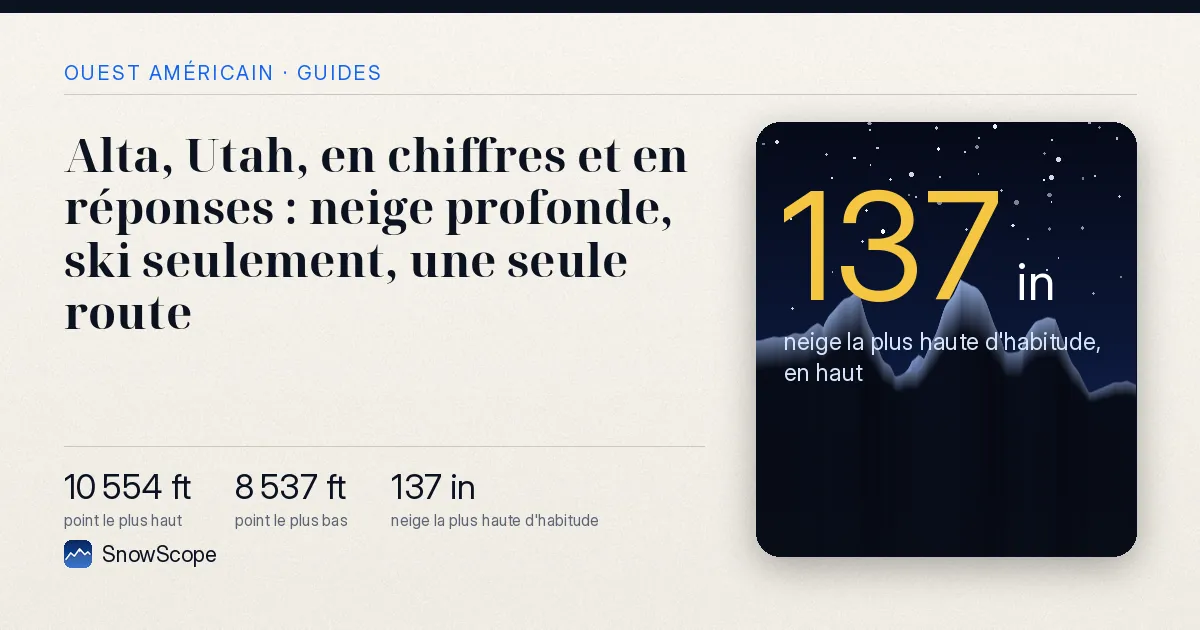 OUEST AMÉRICAIN · GUIDES
Alta, Utah, en chiffres et en
réponses : neige profonde,
ski seulement, une seule
route
137 in
neige la plus haute d'habitude,
en haut
10 554 ft
point le plus haut
8 537 ft
point le plus bas
137 in
neige la plus haute d'habitude
SnowScope